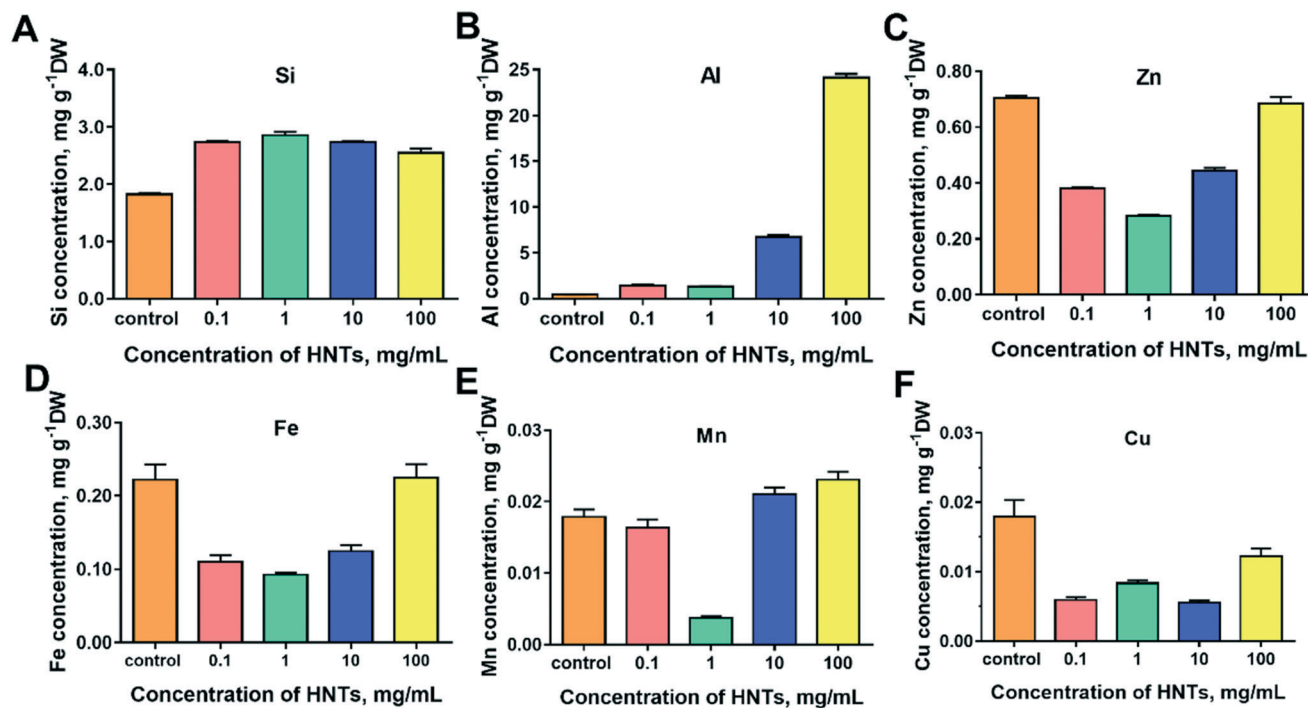 A
Si concentration, mg g⁻¹DW
Si
4.0
3.0
2.0
1.0
0.0
control 0.1 1 10 100
Concentration of HNTs, mg/mL
B
Al concentration, mg g⁻¹DW
Al
25
20
15
10
5
0
control 0.1 1 10 100
Concentration of HNTs, mg/mL
C
Zn concentration, mg g⁻¹DW
Zn
0.80
0.60
0.40
0.20
0.00
control 0.1 1 10 100
Concentration of HNTs, mg/mL
D
Fe concentration, mg g⁻¹DW
Fe
0.30
0.20
0.10
0.00
control 0.1 1 10 100
Concentration of HNTs, mg/mL
E
Mn concentration, mg g⁻¹DW
Mn
0.03
0.02
0.01
0.00
control 0.1 1 10 100
Concentration of HNTs, mg/mL
F
Cu concentration, mg g⁻¹DW
Cu
0.03
0.02
0.01
0.00
control 0.1 1 10 100
Concentration of HNTs, mg/mL